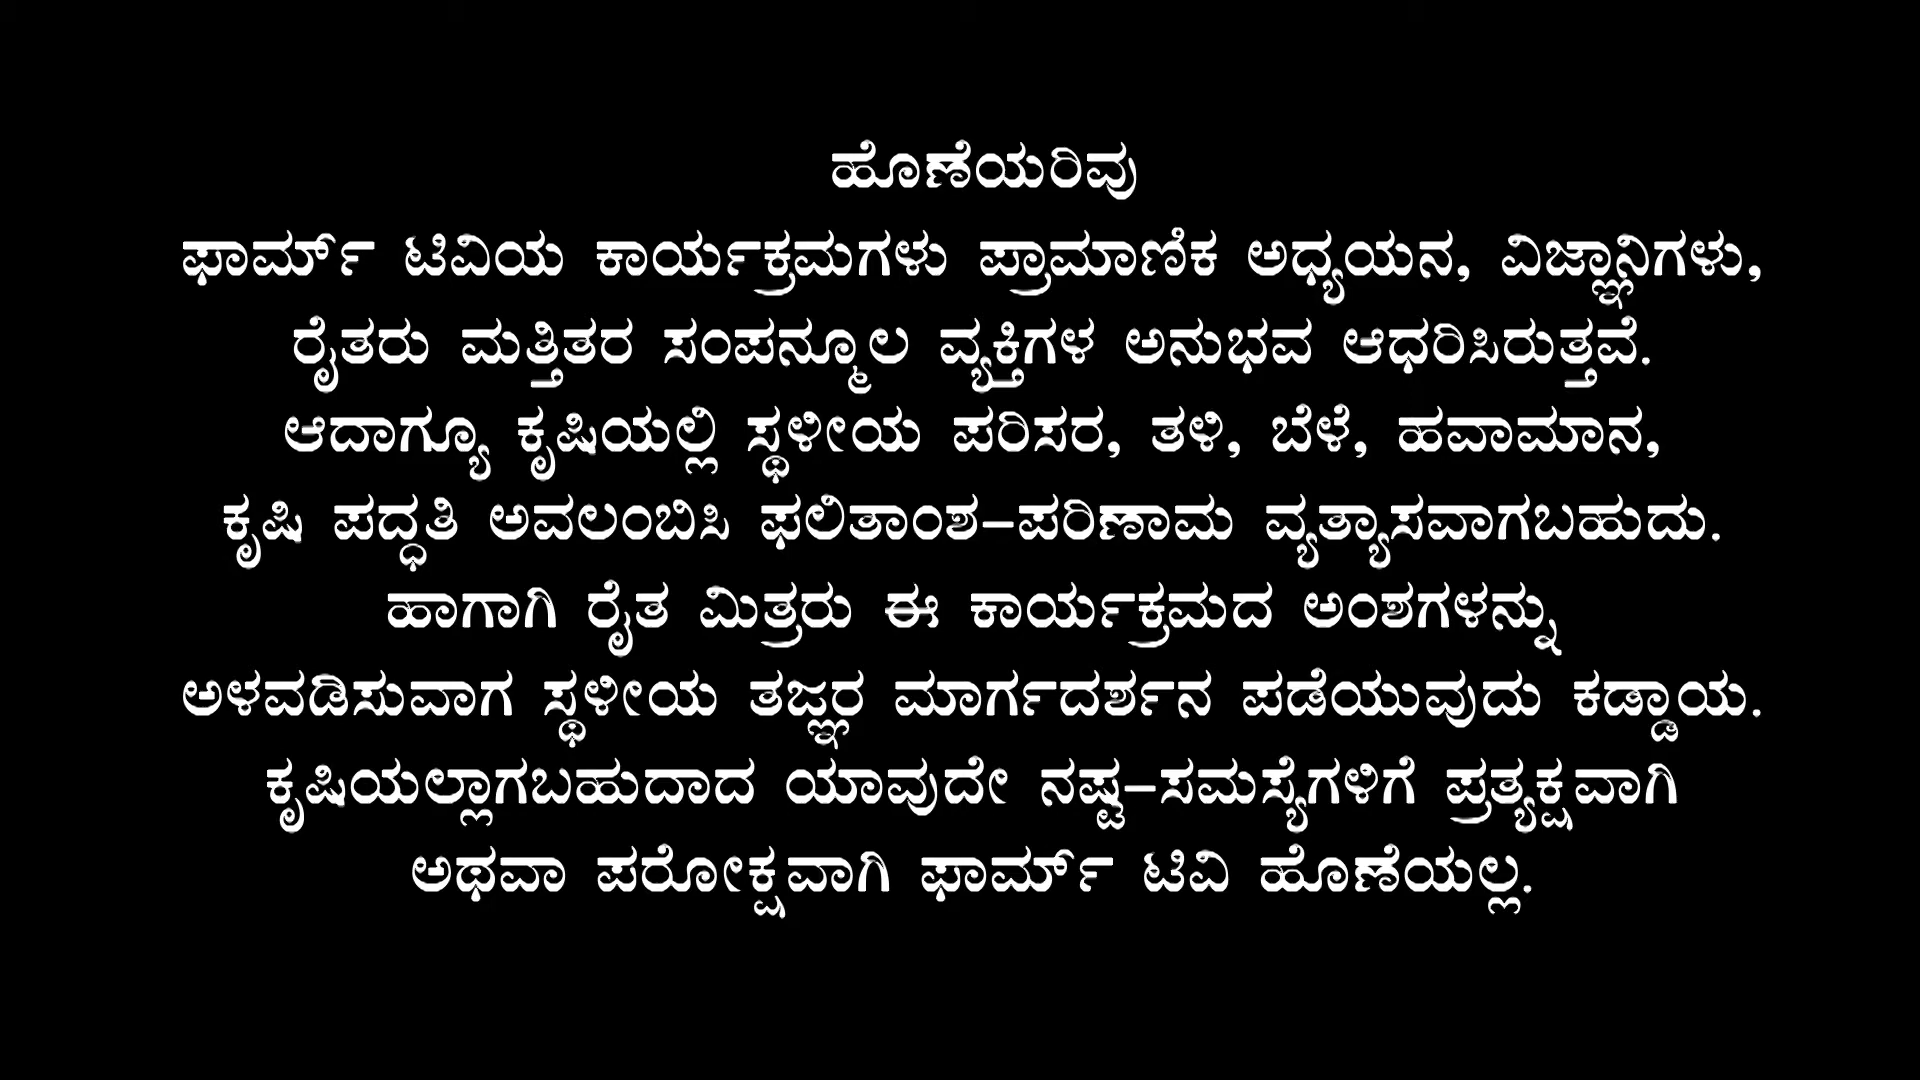 ಹೊಣೆಯರಿವು
ಫಾರ್ಮ್ ಟಿವಿಯ ಕಾರ್ಯಕ್ರಮಗಳು ಪ್ರಾಮಾಣಿಕ ಅಧ್ಯಯನ, ವಿಜ್ಞಾನಿಗಳು,
ರೈತರು ಮತ್ತಿತರ ಸಂಪನ್ಮೂಲ ವ್ಯಕ್ತಿಗಳ ಅನುಭವ ಆಧರಿಸಿರುತ್ತವೆ.
ಆದಾಗ್ಯೂ ಕೃಷಿಯಲ್ಲಿ ಸ್ಥಳೀಯ ಪರಿಸರ, ತಳಿ, ಬೆಳೆ, ಹವಾಮಾನ,
ಕೃಷಿ ಪದ್ಧತಿ ಅವಲಂಬಿಸಿ ಫಲಿತಾಂಶ-ಪರಿಣಾಮ ವ್ಯತ್ಯಾಸವಾಗಬಹುದು.
ಹಾಗಾಗಿ ರೈತ ಮಿತ್ರರು ಈ ಕಾರ್ಯಕ್ರಮದ ಅಂಶಗಳನ್ನು
ಅಳವಡಿಸುವಾಗ ಸ್ಥಳೀಯ ತಜ್ಞರ ಮಾರ್ಗದರ್ಶನ ಪಡೆಯುವುದು ಕಡ್ಡಾಯ.
ಕೃಷಿಯಲ್ಲಾಗಬಹುದಾದ ಯಾವುದೇ ನಷ್ಟ-ಸಮಸ್ಯೆಗಳಿಗೆ ಪ್ರತ್ಯಕ್ಷವಾಗಿ
ಅಥವಾ ಪರೋಕ್ಷವಾಗಿ ಫಾರ್ಮ್ ಟಿವಿ ಹೊಣೆಯಲ್ಲ.